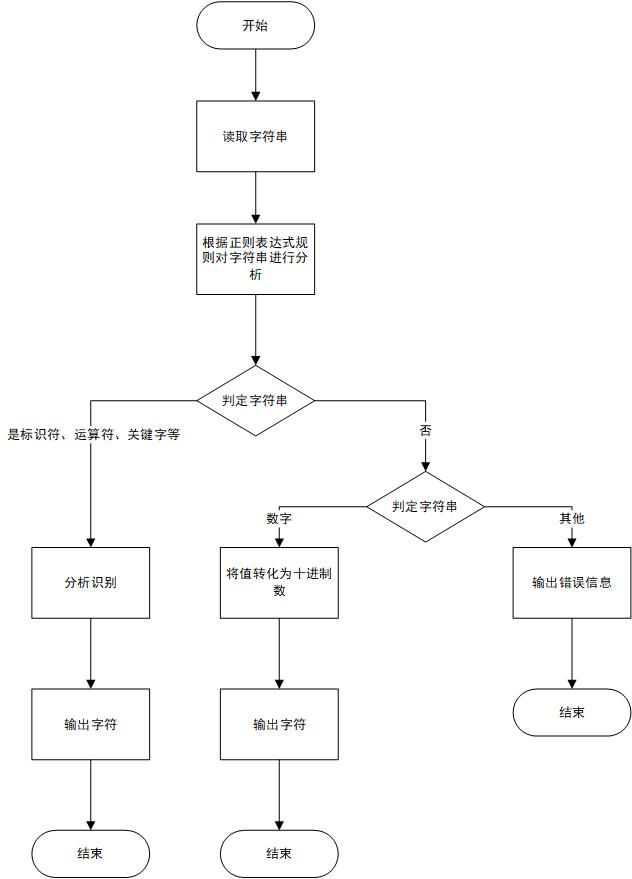 开始
读取字符串
根据正则表达式规
则对字符串进行分
析
判定字符串
是标识符、运算符、关键字等
否
判定字符串
数字
其他
分析识别
将值转化为十进制
数
输出错误信息
输出字符
输出字符
结束
结束
结束